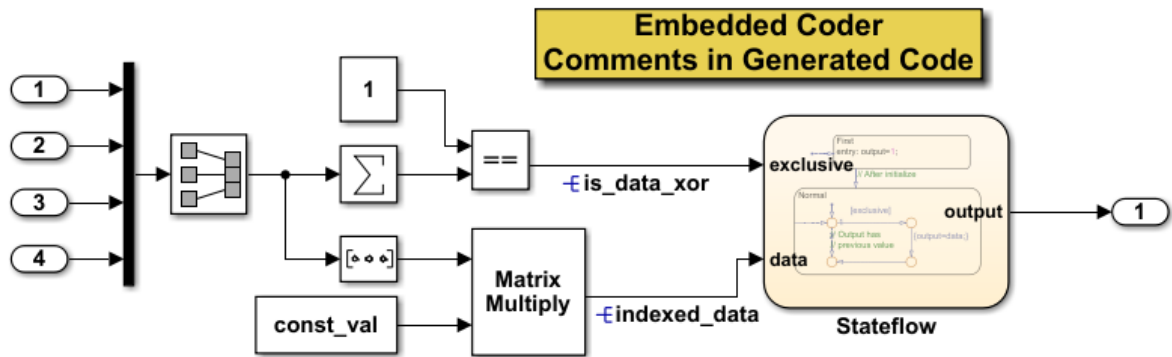 Embedded Coder
Comments in Generated Code
1
2
3
4
1
==
is_data_xor
const_val
Matrix
Multiply
indexed_data
exclusive
data
output
First
entry: output=1;
// After initialize
Normal
[exclusive]
// Output has
// previous value
{output=data;}
Stateflow
1